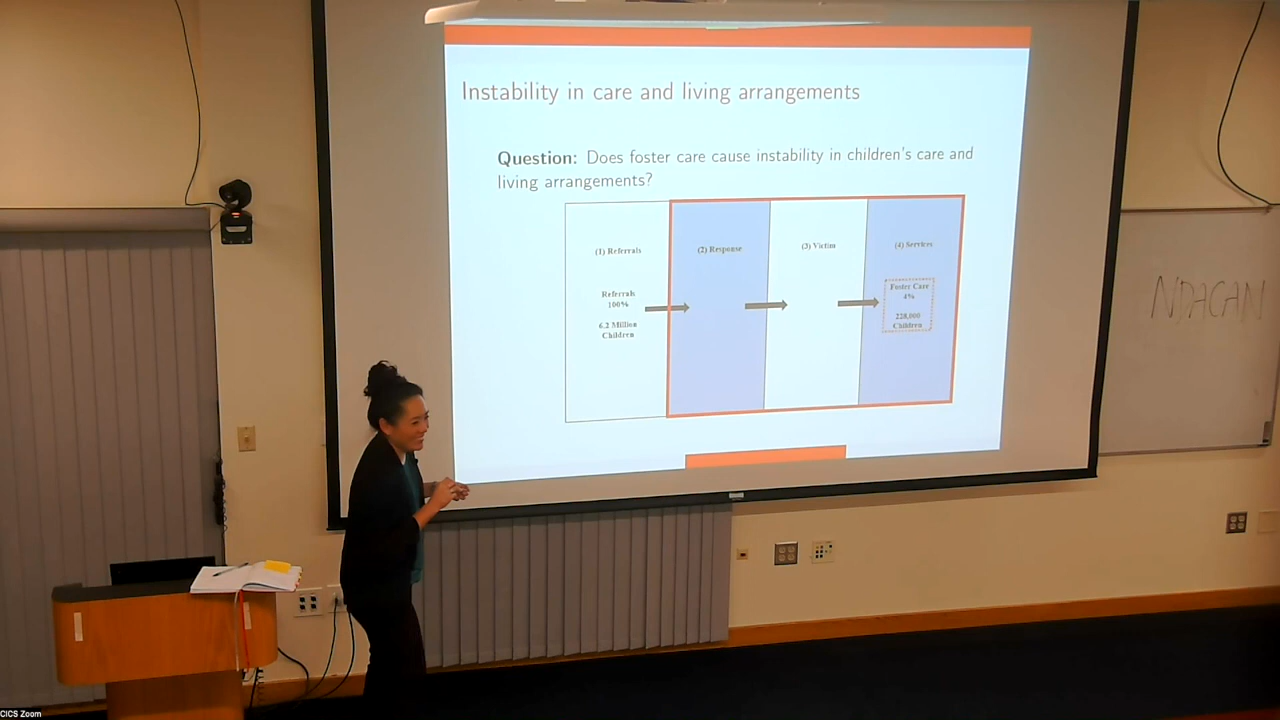 Instability in care and living arrangements
Question: Does foster care cause instability in children's care and
living arrangements?
(1) Referrals
(2) Response
(3) Victim
(4) Services
Referrals
100%
6.2 Million
Children
Foster Care
4%
228,000
Children
NDACAN
CICS Zoom